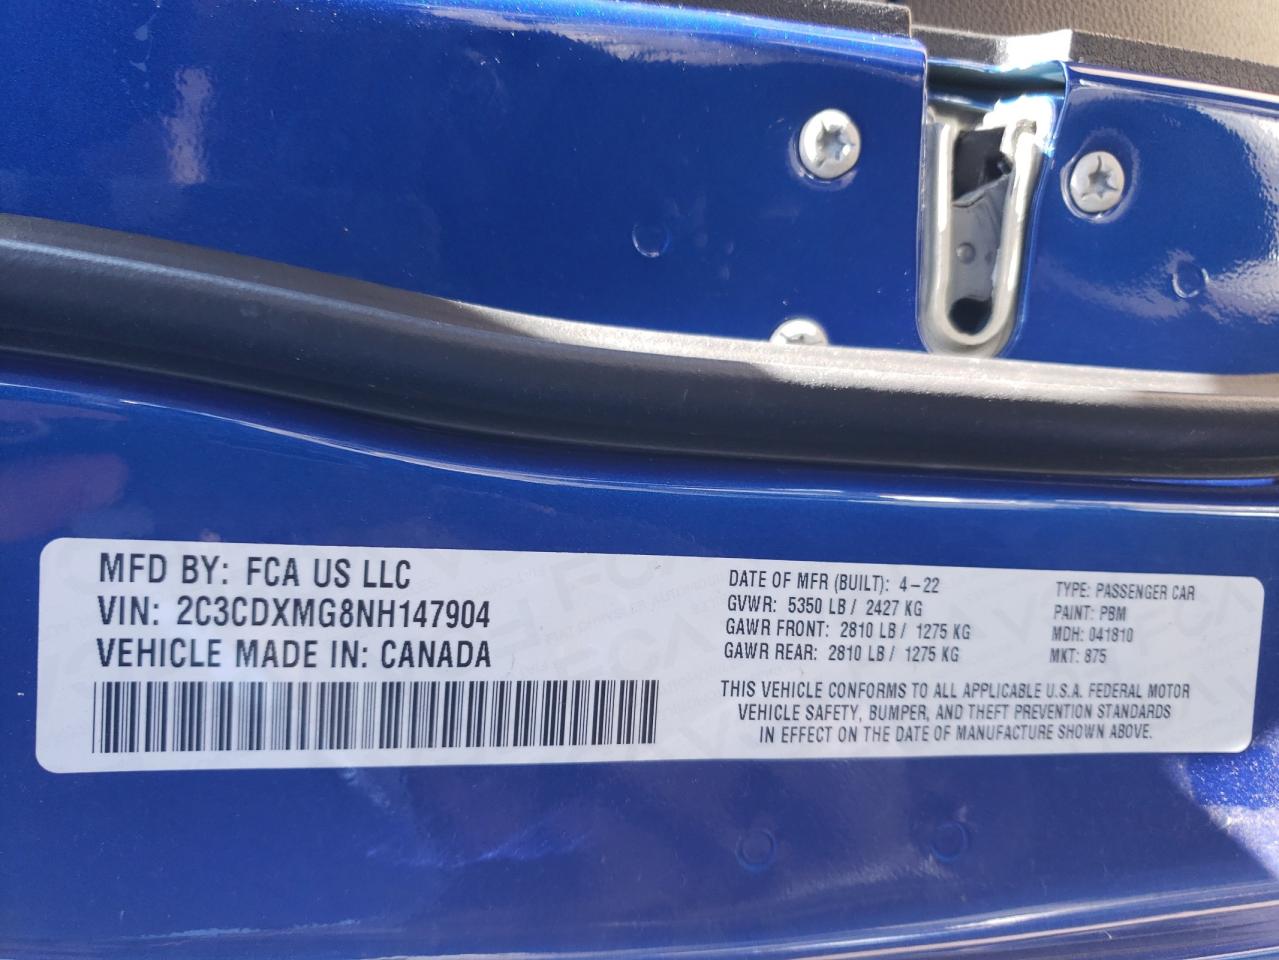 MFD BY: FCA US LLC
VIN: 2C3CDXMG8NH147904
VEHICLE MADE IN: CANADA
DATE OF MFR (BUILT): 4-22
GVWR: 5350 LB / 2427 KG
GAWR FRONT: 2810 LB / 1275 KG
GAWR REAR: 2810 LB / 1275 KG
TYPE: PASSENGER CAR
PAINT: PBM
MDH: 041810
MKT: 875
THIS VEHICLE CONFORMS TO ALL APPLICABLE U.S.A. FEDERAL MOTOR
VEHICLE SAFETY, BUMPER, AND THEFT PREVENTION STANDARDS
IN EFFECT ON THE DATE OF MANUFACTURE SHOWN ABOVE.